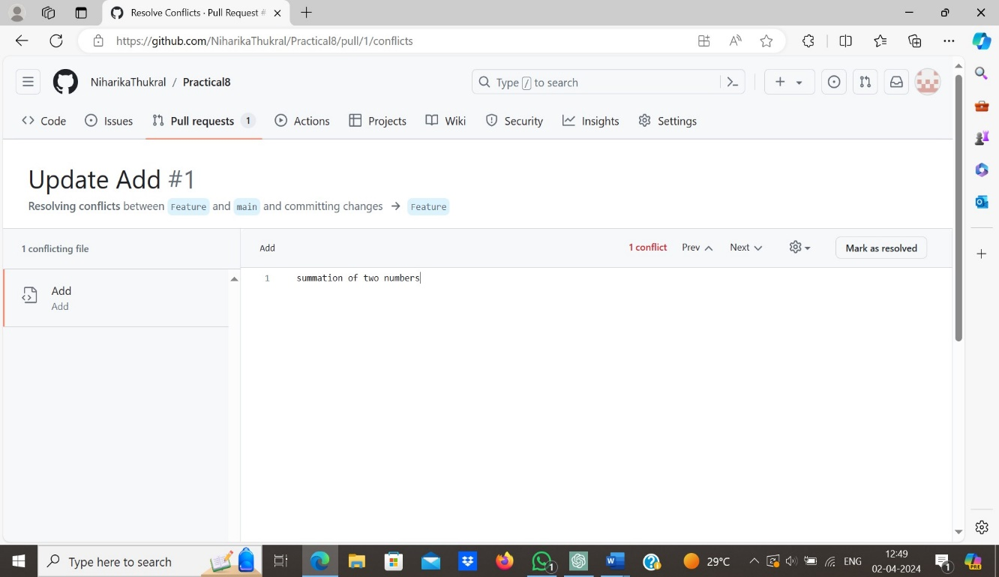 Resolve Conflicts · Pull Request #
https://github.com/NiharikaThukral/Practical8/pull/1/conflicts
NiharikaThukral / Practical8
Type / to search
Code Issues Pull requests 1 Actions Projects Wiki Security Insights Settings
Update Add #1
Resolving conflicts between Feature and main and committing changes → Feature
1 conflicting file
Add
1 conflict Prev Next Mark as resolved
Add
Add
1 summation of two numbers
Type here to search
1
29°C
ENG
12:49
02-04-2024
1
PRE